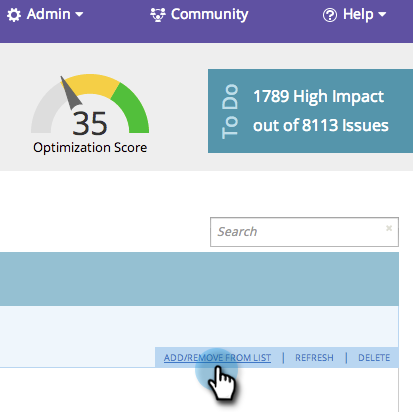 Admin Community Help
35
Optimization Score
To Do
1789 High Impact
out of 8113 Issues
Search
ADD/REMOVE FROM LIST | REFRESH | DELETE